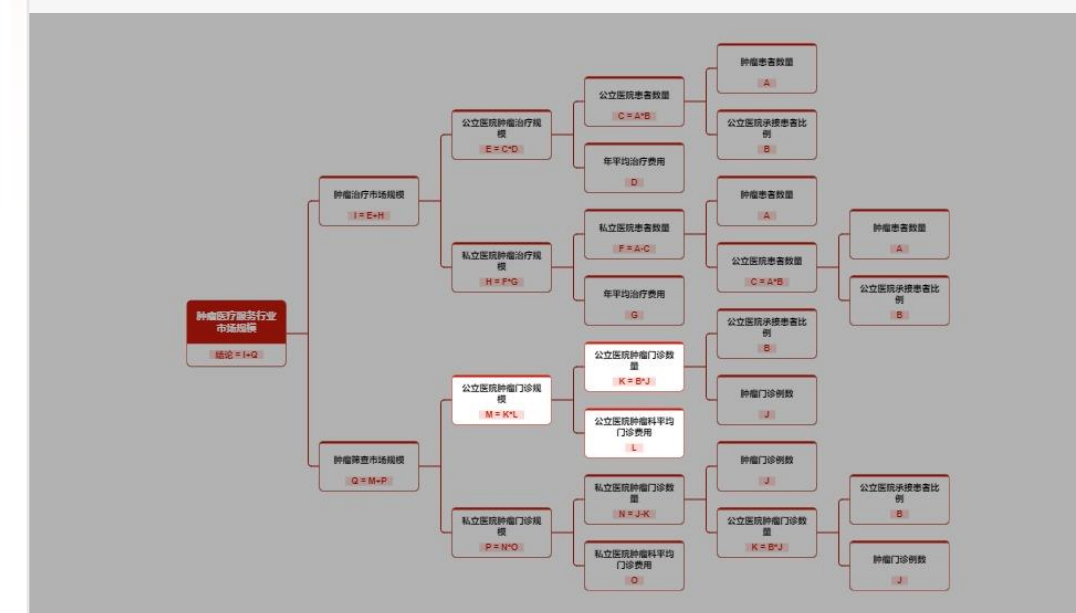 肿瘤医疗服务行业
市场规模
结论 = I+Q
肿瘤治疗市场规模
I = E+H
公立医院肿瘤治疗规
模
E = C*D
公立医院患者数量
C = A*B
肿瘤患者数量
A
公立医院承接患者比
例
B
年平均治疗费用
D
私立医院肿瘤治疗规
模
H = F*G
私立医院患者数量
F = A-C
肿瘤患者数量
A
公立医院患者数量
C = A*B
肿瘤患者数量
A
公立医院承接患者比
例
B
年平均治疗费用
G
肿瘤筛查市场规模
Q = M+P
公立医院肿瘤门诊规
模
M = K*L
公立医院肿瘤门诊数
量
K = B*J
公立医院承接患者比
例
B
肿瘤门诊例数
J
公立医院肿瘤科平均
门诊费用
L
私立医院肿瘤门诊规
模
P = N*O
私立医院肿瘤门诊数
量
N = J-K
肿瘤门诊例数
J
公立医院肿瘤门诊数
量
K = B*J
公立医院承接患者比
例
B
肿瘤门诊例数
J
私立医院肿瘤科平均
门诊费用
O